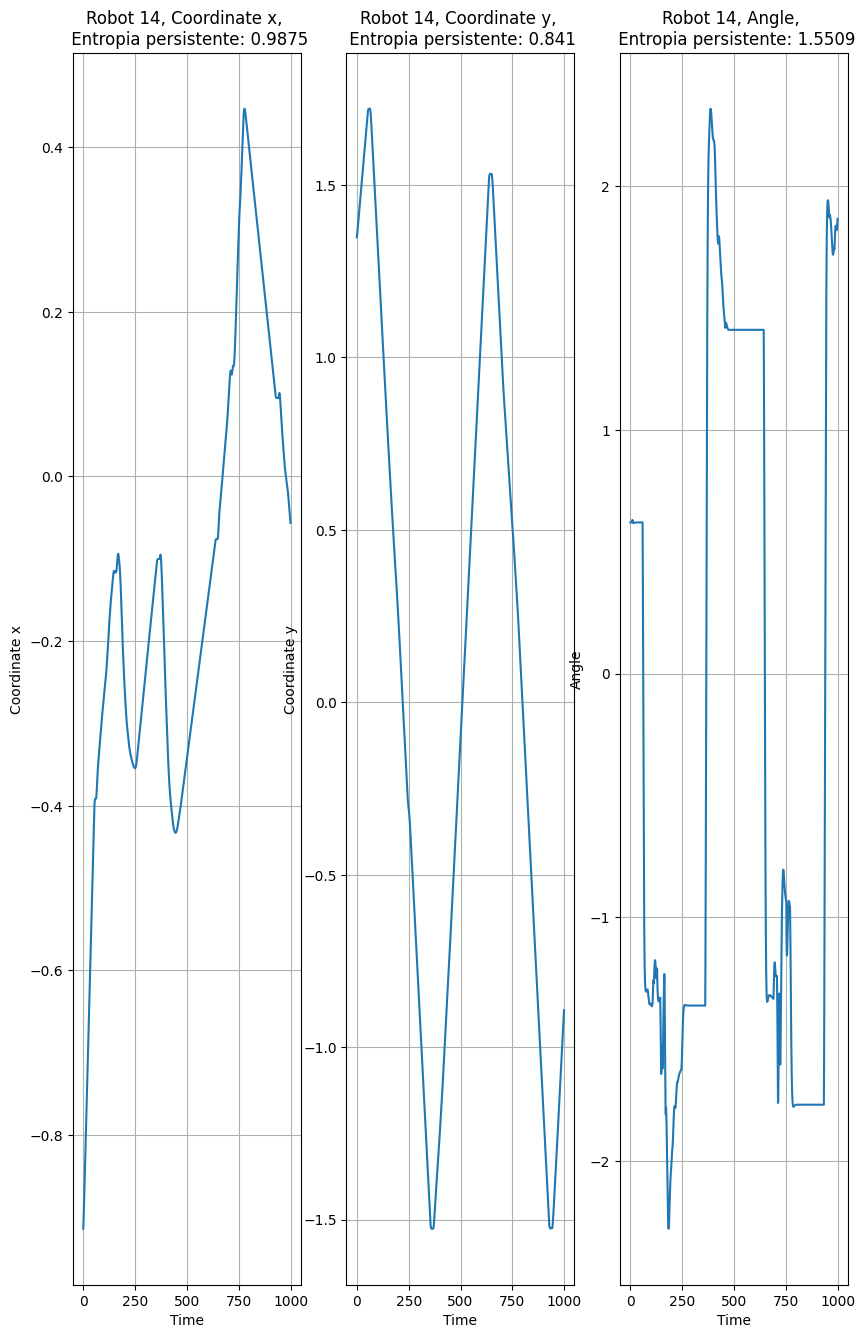 Robot 14, Coordinate x,
Entropia persistente: 0.9875
Robot 14, Coordinate y,
Entropia persistente: 0.841
Robot 14, Angle,
Entropia persistente: 1.5509
Coordinate x
0.4
0.2
0.0
−0.2
−0.4
−0.6
−0.8
0
250
500
750
1000
Time
Coordinate y
1.5
1.0
0.5
0.0
−0.5
−1.0
−1.5
0
250
500
750
1000
Time
Angle
2
1
0
−1
−2
0
250
500
750
1000
Time